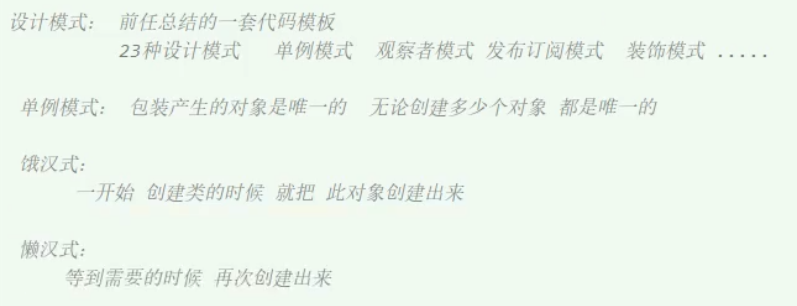 设计模式： 前任总结的一套代码模板
23种设计模式 单例模式 观察者模式 发布订阅模式 装饰模式 .....
单例模式： 包装产生的对象是唯一的 无论创建多少个对象 都是唯一的
饿汉式：
一开始 创建类的时候 就把 此对象创建出来
懒汉式：
等到需要的时候 再次创建出来